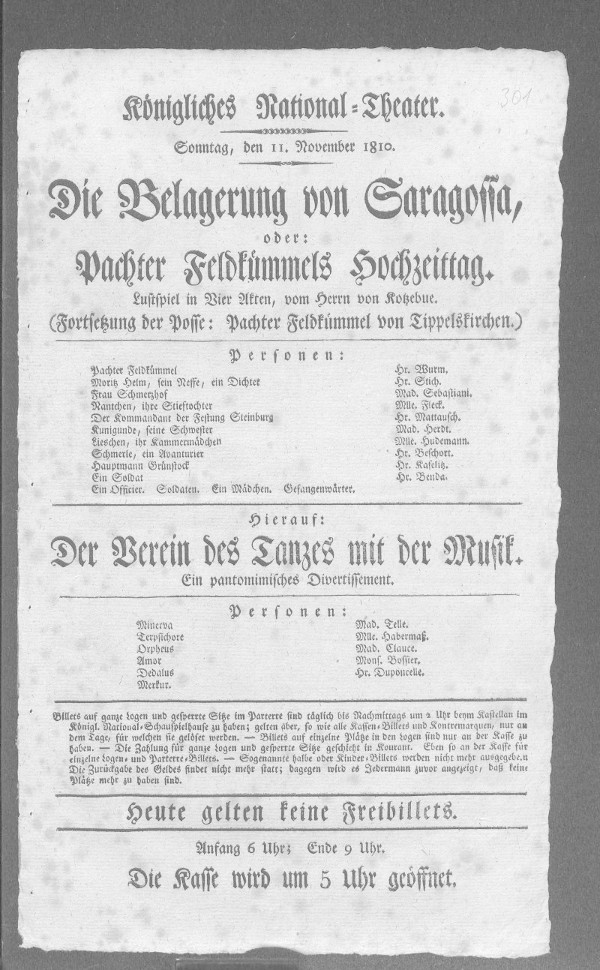 301
Königliches National-Theater.
Sonntag, den 11. November 1810.
Die Belagerung von Saragossa,
oder:
Pachter Feldkümmels Hochzeittag.
Lustspiel in Vier Akten, vom Herrn von Kotzebue.
(Fortsetzung der Posse: Pachter Feldkümmel von Tippelskirchen.)
Personen:
Pachter Feldkümmel Hr. Wurm.
Moritz Helm, sein Neffe, ein Dichter Hr. Stich.
Frau Schmerzhof Mad. Sebastiani.
Nantchen, ihre Stieftochter Mlle. Fleck.
Der Kommandant der Festung Steinburg Hr. Mattausch.
Kunigunde, seine Schwester Mad. Herdt.
Lieschen, ihr Kammermädchen Mlle. Hudemann.
Schmerle, ein Avanturier Hr. Beschort.
Hauptmann Grünstock Hr. Kaselitz.
Ein Soldat Hr. Benda.
Ein Officier. Soldaten. Ein Mädchen. Gefangenwärter.
Hierauf:
Der Verein des Tanzes mit der Musik.
Ein pantomimisches Divertissement.
Personen:
Minerva Mad. Telle.
Terpsichore Mlle. Habermaß.
Orpheus Mad. Clauce.
Amor Mons. Bossier.
Dedalus Hr. Duponcelle.
Merkur.
Billets auf ganze Logen und gesperrte Sitze im Parterre sind täglich bis Nachmittags um 2 Uhr beym Kastellan im
Königl. National-Schauspielhause zu haben; gelten aber, so wie alle Kassen-Billets und Kontremarquen, nur an
dem Tage, für welchen sie gelöset werden. — Billets auf einzelne Plätze in den Logen sind nur an der Kasse zu
haben. — Die Zahlung für ganze Logen und gesperrte Sitze geschieht in Kourant. Eben so an der Kasse für
einzelne Logen- und Parterre-Billets. — Sogenannte halbe oder Kinder-Billets werden nicht mehr ausgegeben.
Die Zurückgabe des Geldes findet nicht mehr statt; dagegen wird es Jedermann zuvor angezeigt, daß keine
Plätze mehr zu haben sind.
Heute gelten keine Freibillets.
Anfang 6 Uhr; Ende 9 Uhr.
Die Kasse wird um 5 Uhr geöffnet.